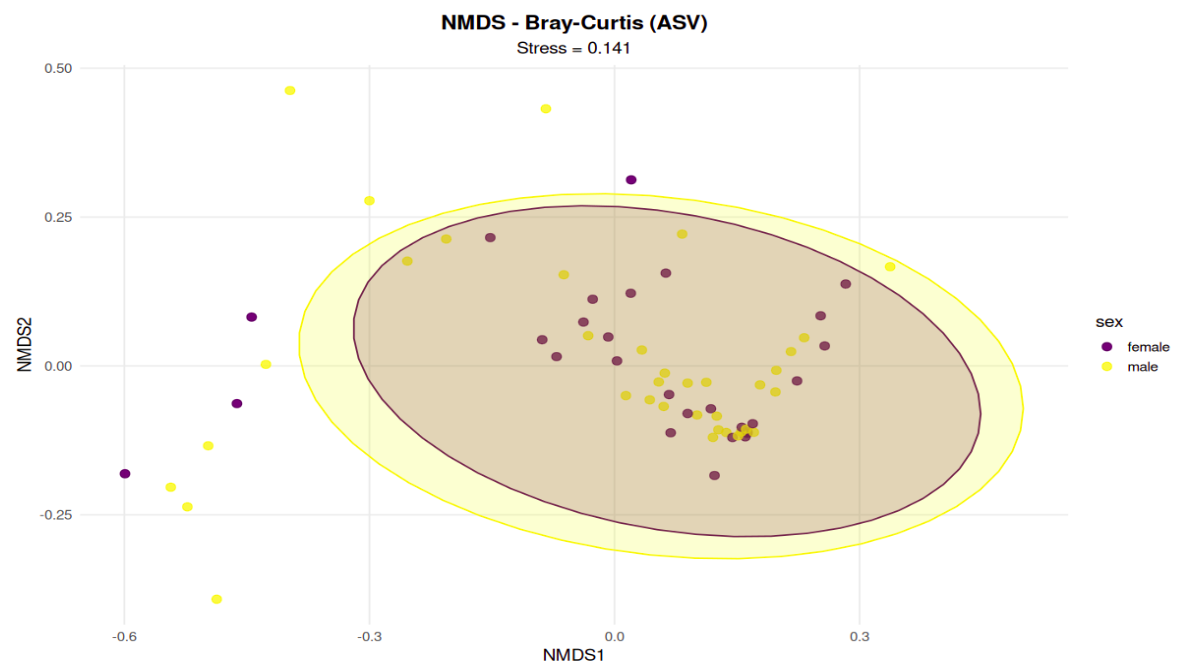 NMDS - Bray-Curtis (ASV)
Stress = 0.141
0.50
0.25
0.00
-0.25
NMDS2
-0.6
-0.3
0.0
0.3
NMDS1
sex
female
male